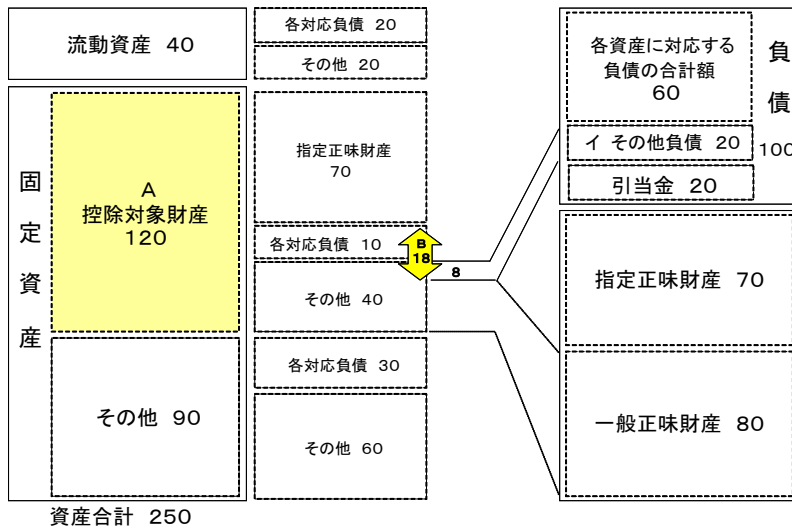 流動資産 40
固定資産
A
控除対象財産
120
その他 90
資産合計 250
各対応負債 20
その他 20
指定正味財産
70
各対応負債 10
その他 40
B
18
8
各対応負債 30
その他 60
各資産に対応する
負債の合計額
60
イ その他負債 20
引当金 20
負債
100
指定正味財産 70
一般正味財産 80